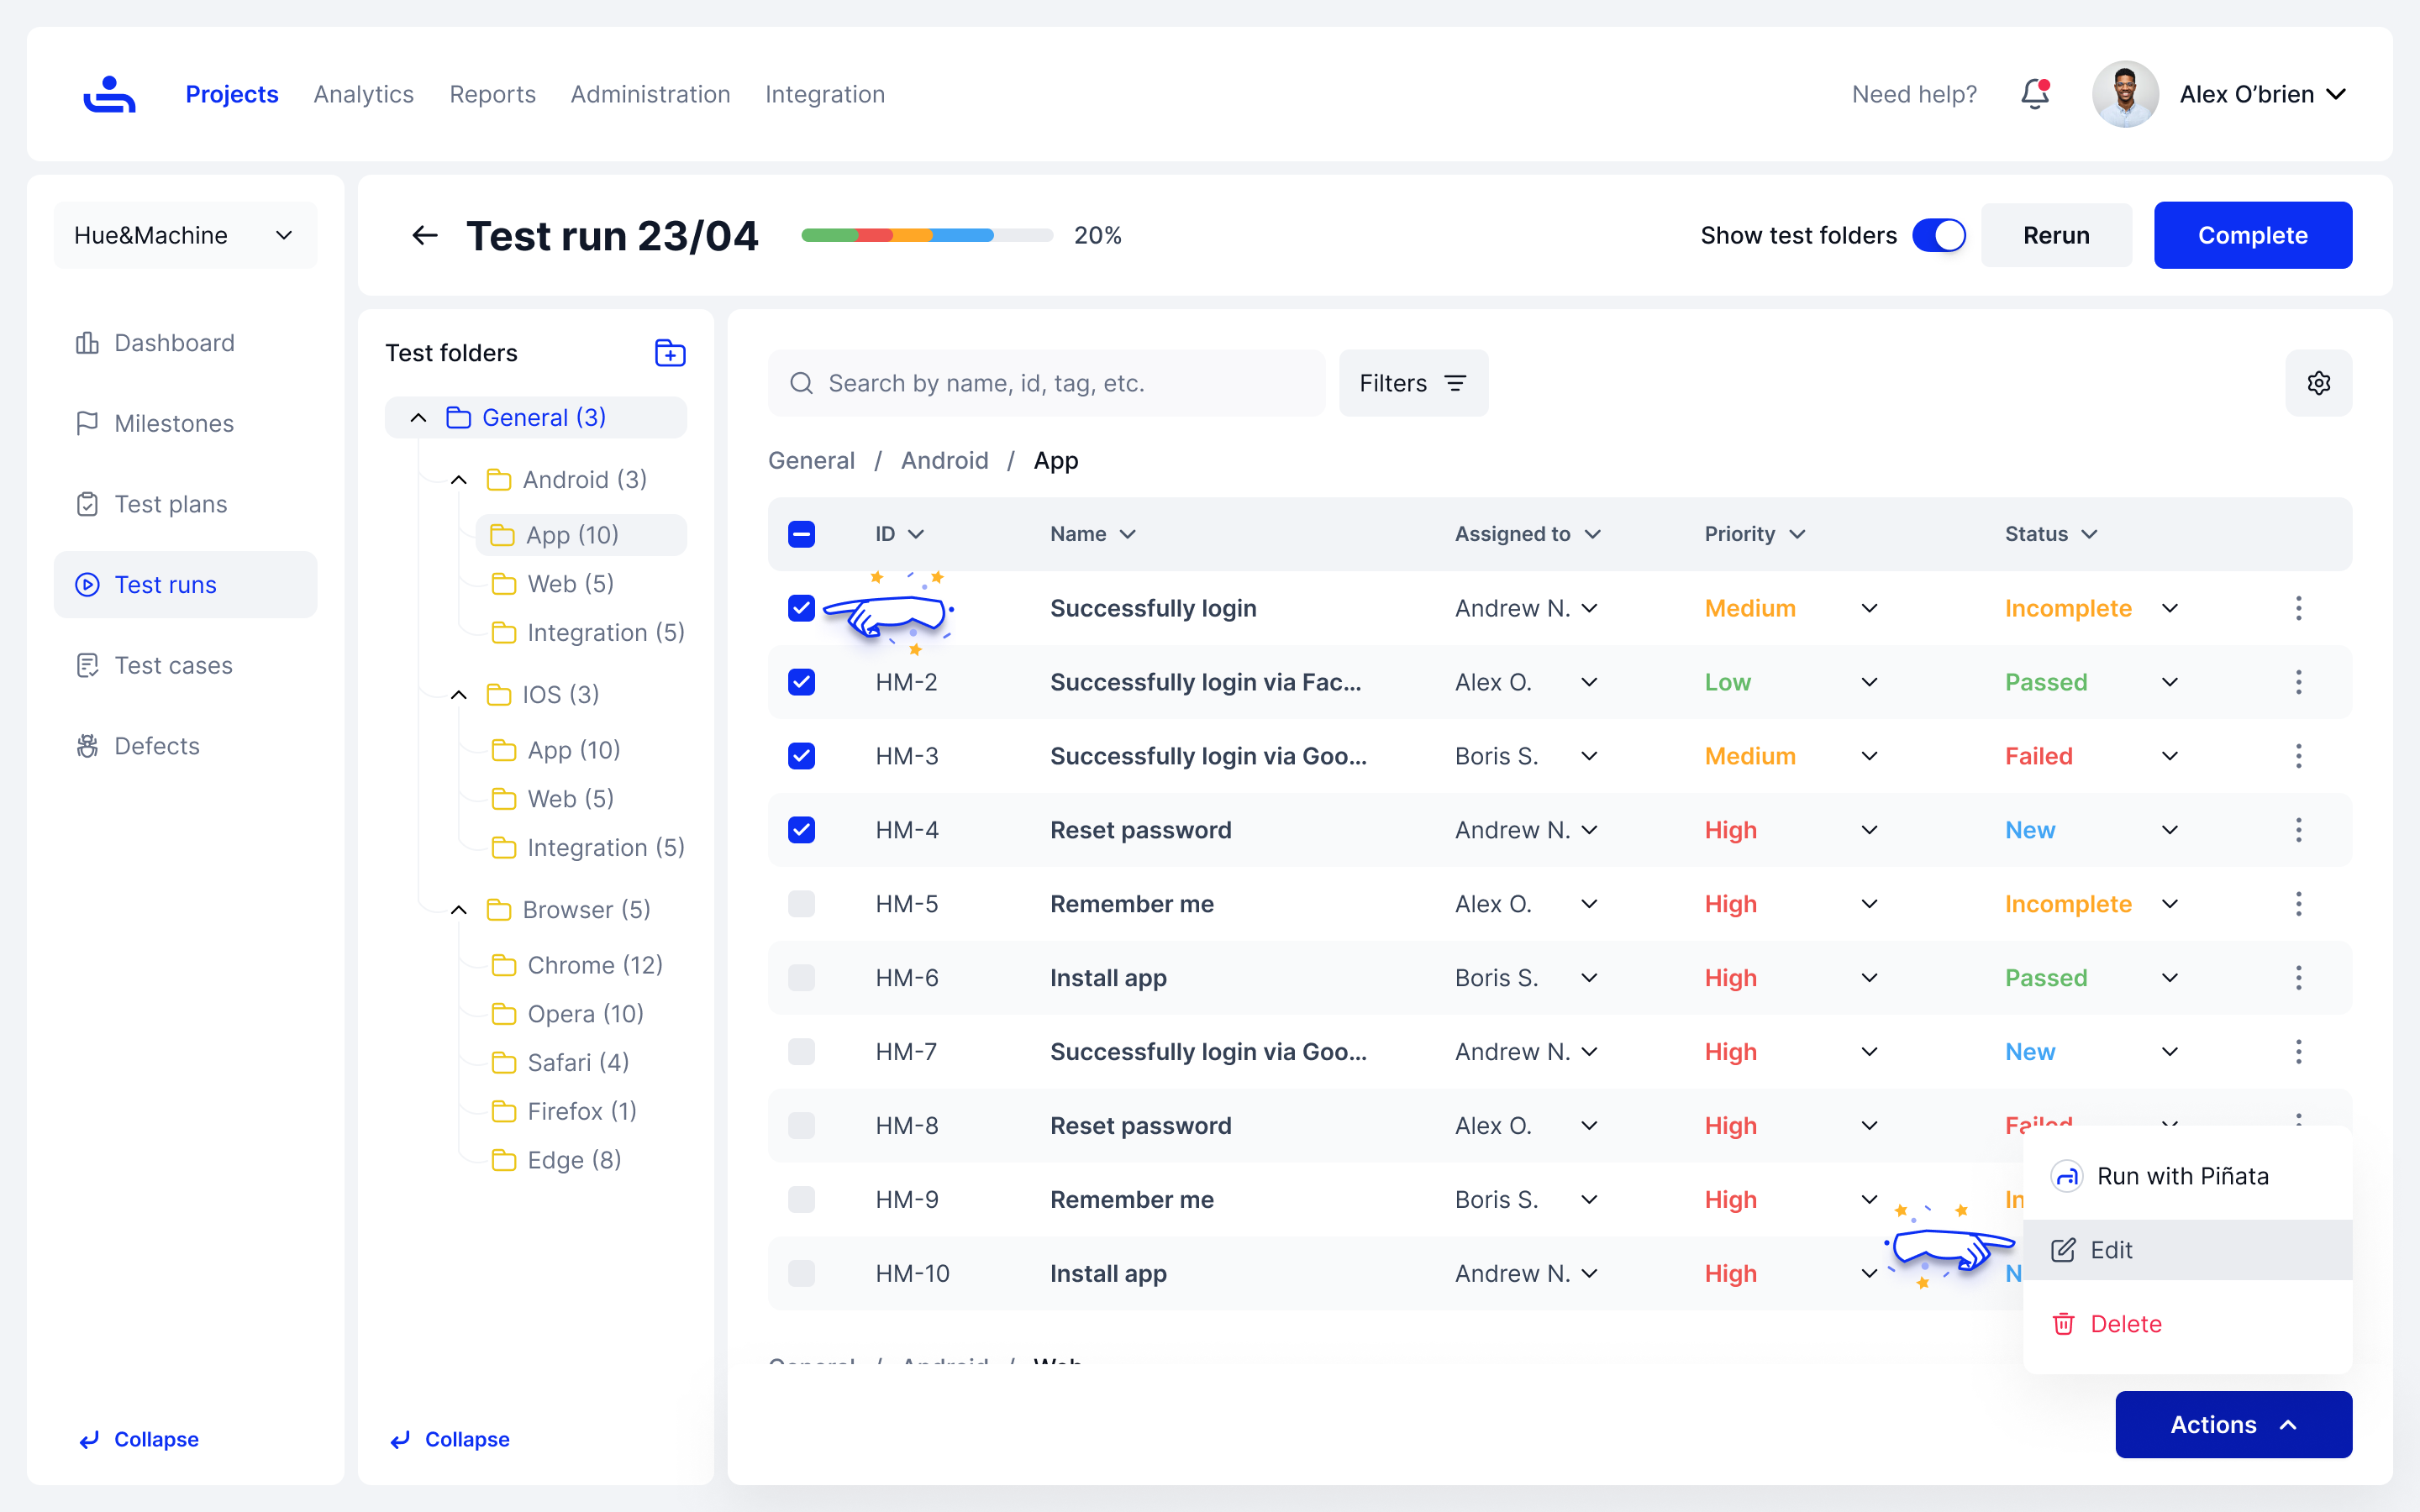 Projects Analytics Reports Administration Integration Need help? Alex O’brien
Hue&Machine
Test run 23/04 20% Show test folders Rerun Complete
Dashboard
Milestones
Test plans
Test runs
Test cases
Defects
Collapse
Test folders
General (3)
Android (3)
App (10)
Web (5)
Integration (5)
IOS (3)
App (10)
Web (5)
Integration (5)
Browser (5)
Chrome (12)
Opera (10)
Safari (4)
Firefox (1)
Edge (8)
Collapse
Search by name, id, tag, etc. Filters
General / Android / App
ID Name Assigned to Priority Status
Successfully login Andrew N. Medium Incomplete
HM-2 Successfully login via Fac... Alex O. Low Passed
HM-3 Successfully login via Goo... Boris S. Medium Failed
HM-4 Reset password Andrew N. High New
HM-5 Remember me Alex O. High Incomplete
HM-6 Install app Boris S. High Passed
HM-7 Successfully login via Goo... Andrew N. High New
HM-8 Reset password Alex O. High Failed
HM-9 Remember me Boris S. High In
HM-10 Install app Andrew N. High N
General / Android / Web
Run with Piñata
Edit
Delete
Actions